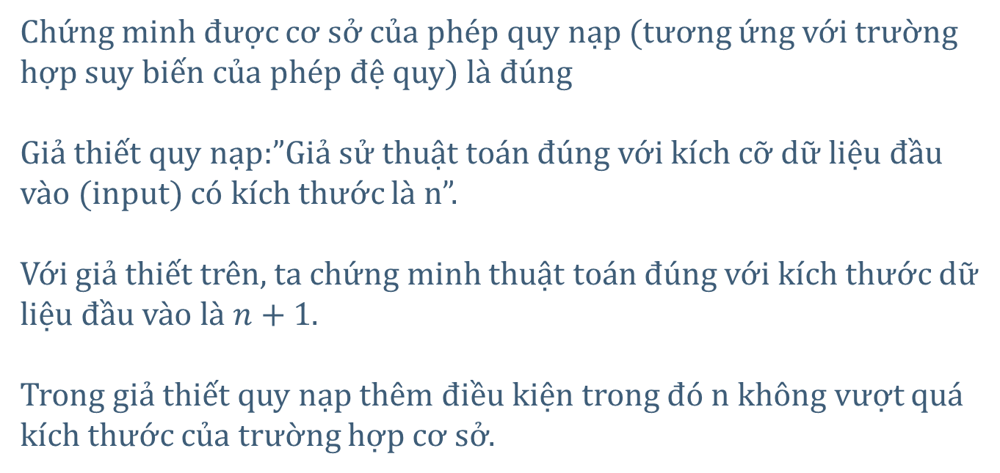 Chứng minh được cơ sở của phép quy nạp (tương ứng với trường
hợp suy biến của phép đệ quy) là đúng
Giả thiết quy nạp:”Giả sử thuật toán đúng với kích cỡ dữ liệu đầu
vào (input) có kích thước là n”.
Với giả thiết trên, ta chứng minh thuật toán đúng với kích thước dữ
liệu đầu vào là n + 1.
Trong giả thiết quy nạp thêm điều kiện trong đó n không vượt quá
kích thước của trường hợp cơ sở.